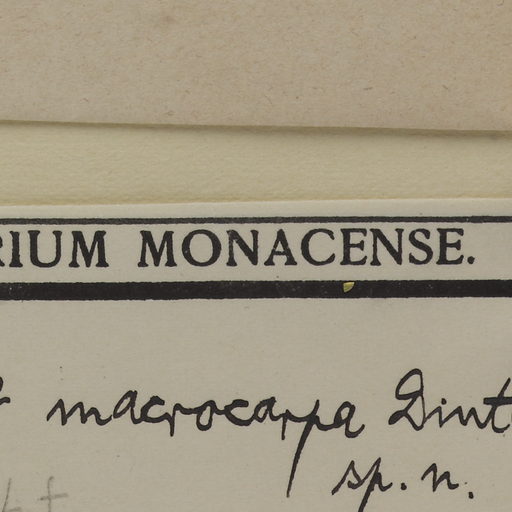 RIUM MONACENSE.
macrocarpa Dint
sp. n.